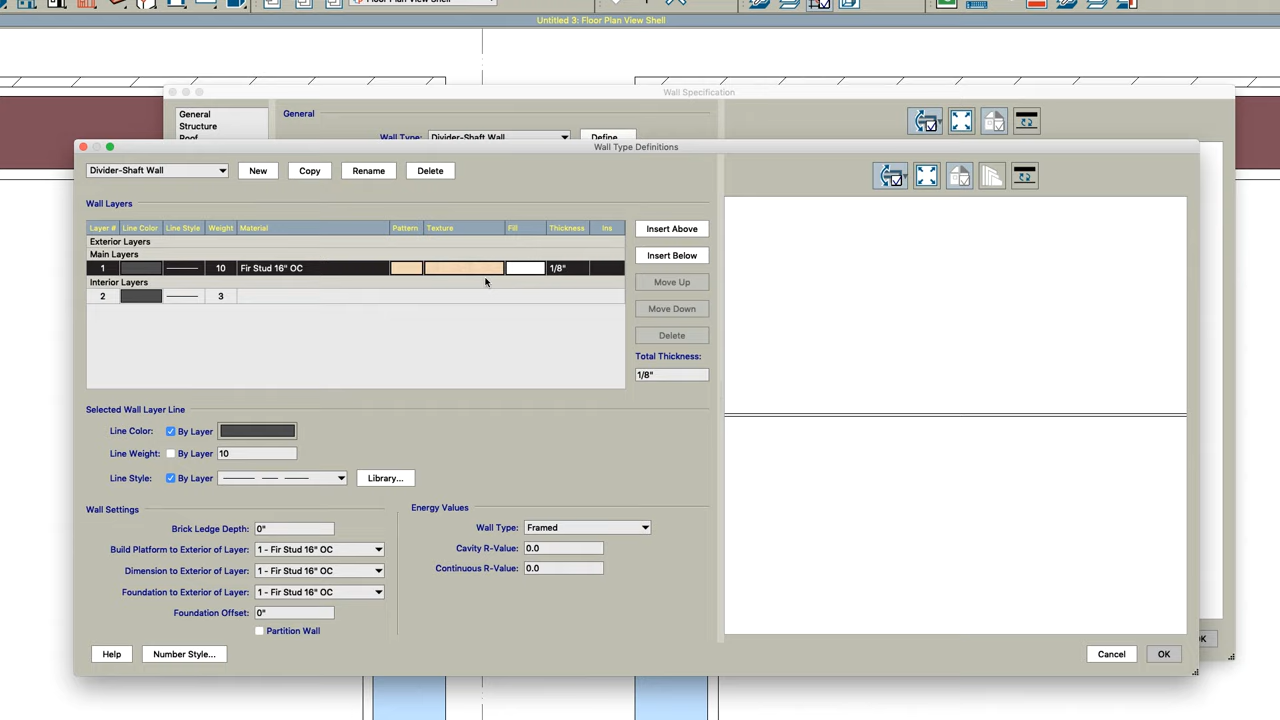 Floor Plan View Shell
Untitled 3: Floor Plan View Shell
Wall Specification
General
Structure
General
Wall Type: Divider-Shaft Wall Define...
Wall Type Definitions
Divider-Shaft Wall New Copy Rename Delete
Wall Layers
Layer # Line Color Line Style Weight Material Pattern Texture Fill Thickness Ins
Exterior Layers
Main Layers
1 10 Fir Stud 16" OC 1/8"
Interior Layers
2 3
Insert Above
Insert Below
Move Up
Move Down
Delete
Total Thickness:
1/8"
Selected Wall Layer Line
Line Color: By Layer
Line Weight: By Layer 10
Line Style: By Layer Library...
Wall Settings
Brick Ledge Depth: 0"
Build Platform to Exterior of Layer: 1 - Fir Stud 16" OC
Dimension to Exterior of Layer: 1 - Fir Stud 16" OC
Foundation to Exterior of Layer: 1 - Fir Stud 16" OC
Foundation Offset: 0"
Partition Wall
Energy Values
Wall Type: Framed
Cavity R-Value: 0.0
Continuous R-Value: 0.0
Help Number Style... Cancel OK